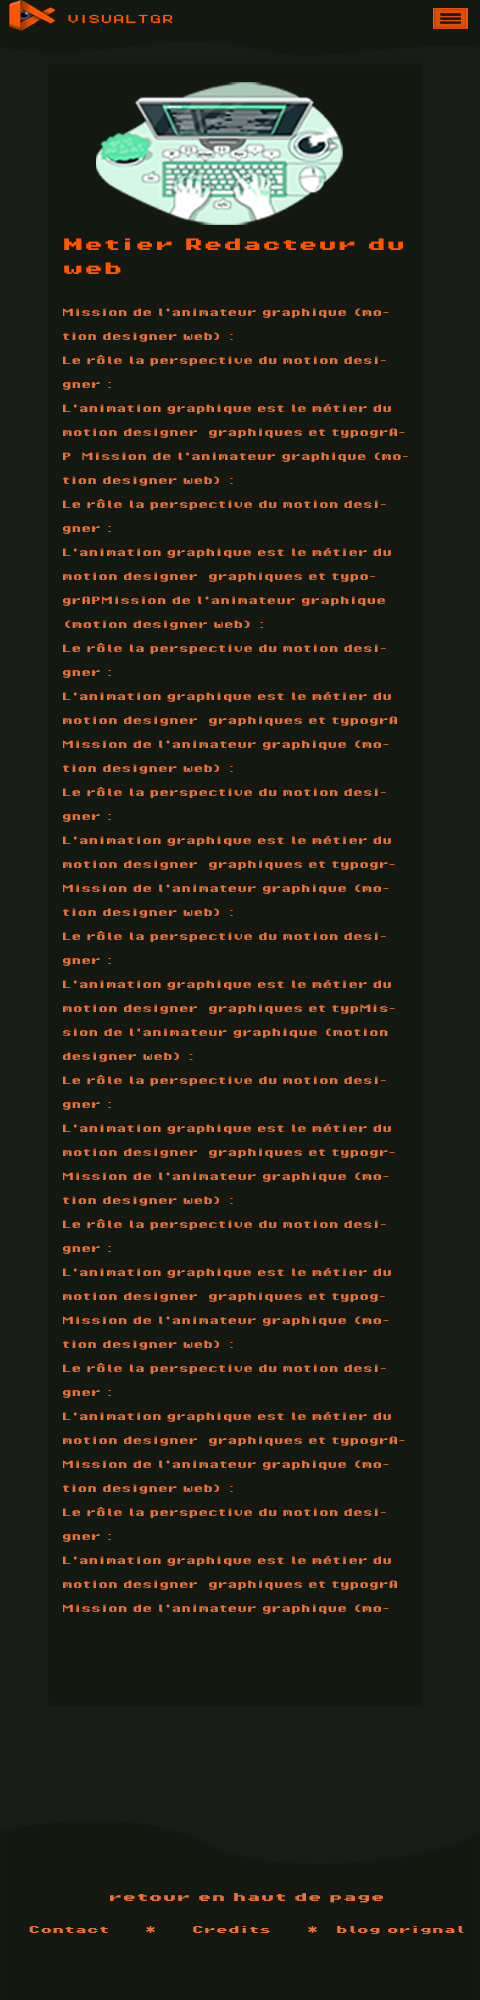 VISUALTGR
Metier Redacteur du
web
Mission de l'animateur graphique (mo-
tion designer web) :
Le rôle la perspective du motion desi-
gner :
L'animation graphique est le métier du
motion designer graphiques et typogrA-
P Mission de l'animateur graphique (mo-
tion designer web) :
Le rôle la perspective du motion desi-
gner :
L'animation graphique est le métier du
motion designer graphiques et typo-
grAPMission de l'animateur graphique
(motion designer web) :
Le rôle la perspective du motion desi-
gner :
L'animation graphique est le métier du
motion designer graphiques et typogrA
Mission de l'animateur graphique (mo-
tion designer web) :
Le rôle la perspective du motion desi-
gner :
L'animation graphique est le métier du
motion designer graphiques et typogr-
Mission de l'animateur graphique (mo-
tion designer web) :
Le rôle la perspective du motion desi-
gner :
L'animation graphique est le métier du
motion designer graphiques et typMis-
sion de l'animateur graphique (motion
designer web) :
Le rôle la perspective du motion desi-
gner :
L'animation graphique est le métier du
motion designer graphiques et typogr-
Mission de l'animateur graphique (mo-
tion designer web) :
Le rôle la perspective du motion desi-
gner :
L'animation graphique est le métier du
motion designer graphiques et typog-
Mission de l'animateur graphique (mo-
tion designer web) :
Le rôle la perspective du motion desi-
gner :
L'animation graphique est le métier du
motion designer graphiques et typogrA-
Mission de l'animateur graphique (mo-
tion designer web) :
Le rôle la perspective du motion desi-
gner :
L'animation graphique est le métier du
motion designer graphiques et typogrA
Mission de l'animateur graphique (mo-
retour en haut de page
Contact * Credits * blog orignal